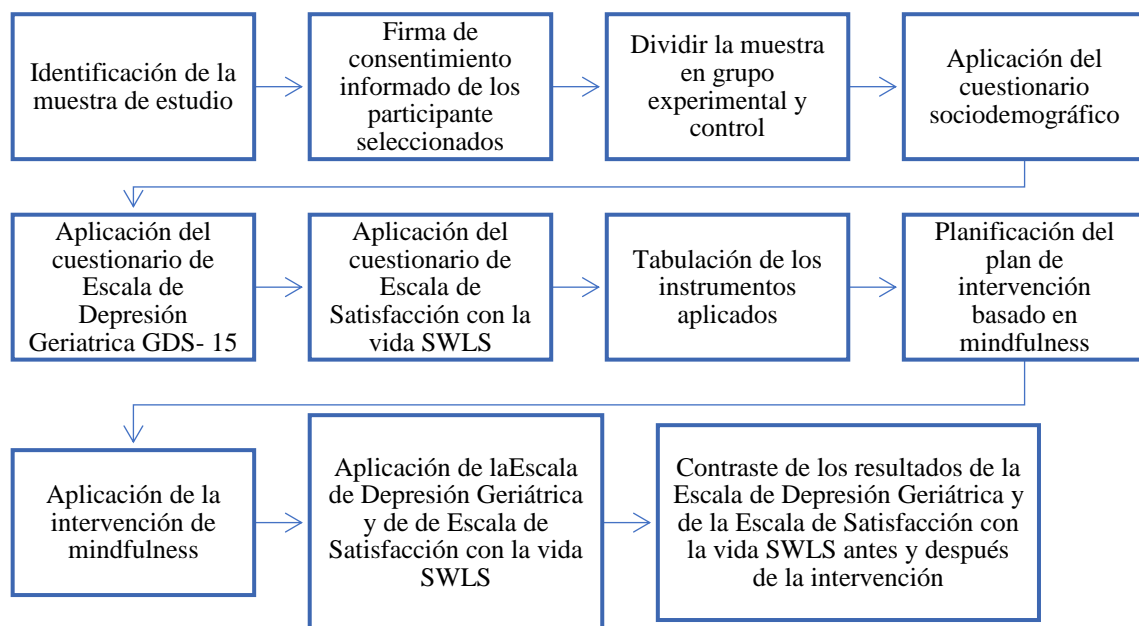 Identificación de la
muestra de estudio
Firma de
consentimiento
informado de los
participante
seleccionados
Dividir la muestra
en grupo
experimental y
control
Aplicación del
cuestionario
sociodemográfico
Aplicación del
cuestionario de
Escala de
Depresión
Geriatrica GDS- 15
Aplicación del
cuestionario de
Escala de
Satisfacción con la
vida SWLS
Tabulación de los
instrumentos
aplicados
Planificación del
plan de
intervención
basado en
mindfulness
Aplicación de la
intervención de
mindfulness
Aplicación de laEscala
de Depresión Geriátrica
y de de Escala de
Satisfacción con la vida
SWLS
Contraste de los resultados de la
Escala de Depresión Geriátrica y
de la Escala de Satisfacción con
la vida SWLS antes y después
de la intervención